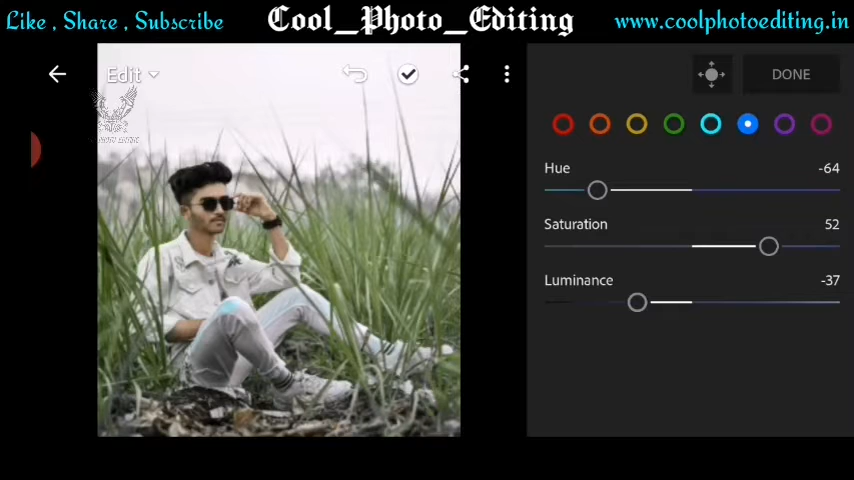 Like , Share , Subscribe
Cool_Photo_Editing
www.coolphotoediting.in
Edit
DONE
Hue -64
Saturation 52
Luminance -37